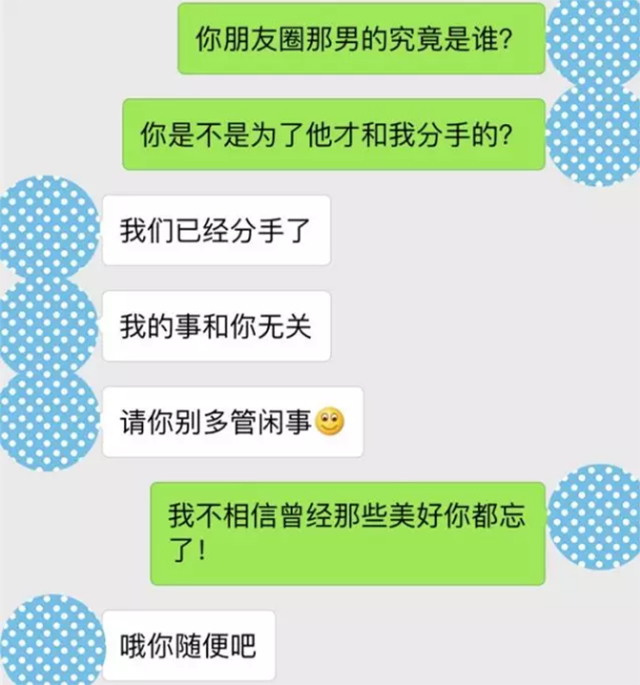 你朋友圈那男的究竟是谁？
你是不是为了他才和我分手的？
我们已经分手了
我的事和你无关
请你别多管闲事
我不相信曾经那些美好你都忘
了！
哦你随便吧